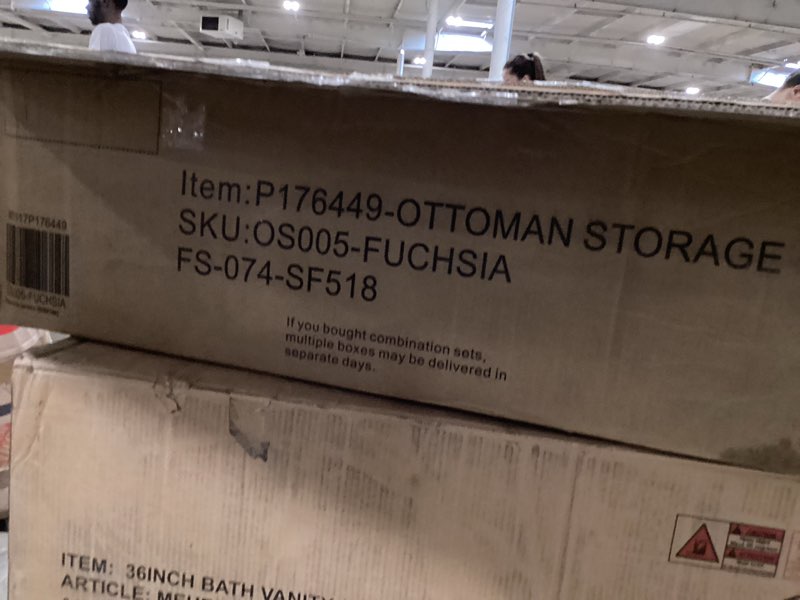 Item:P176449-OTTOMAN STORAGE
SKU:OS005-FUCHSIA
FS-074-SF518
If you bought combination sets,
multiple boxes may be delivered in
separate days.
ITEM: 36INCH BATH VANITY
ARTICLE: